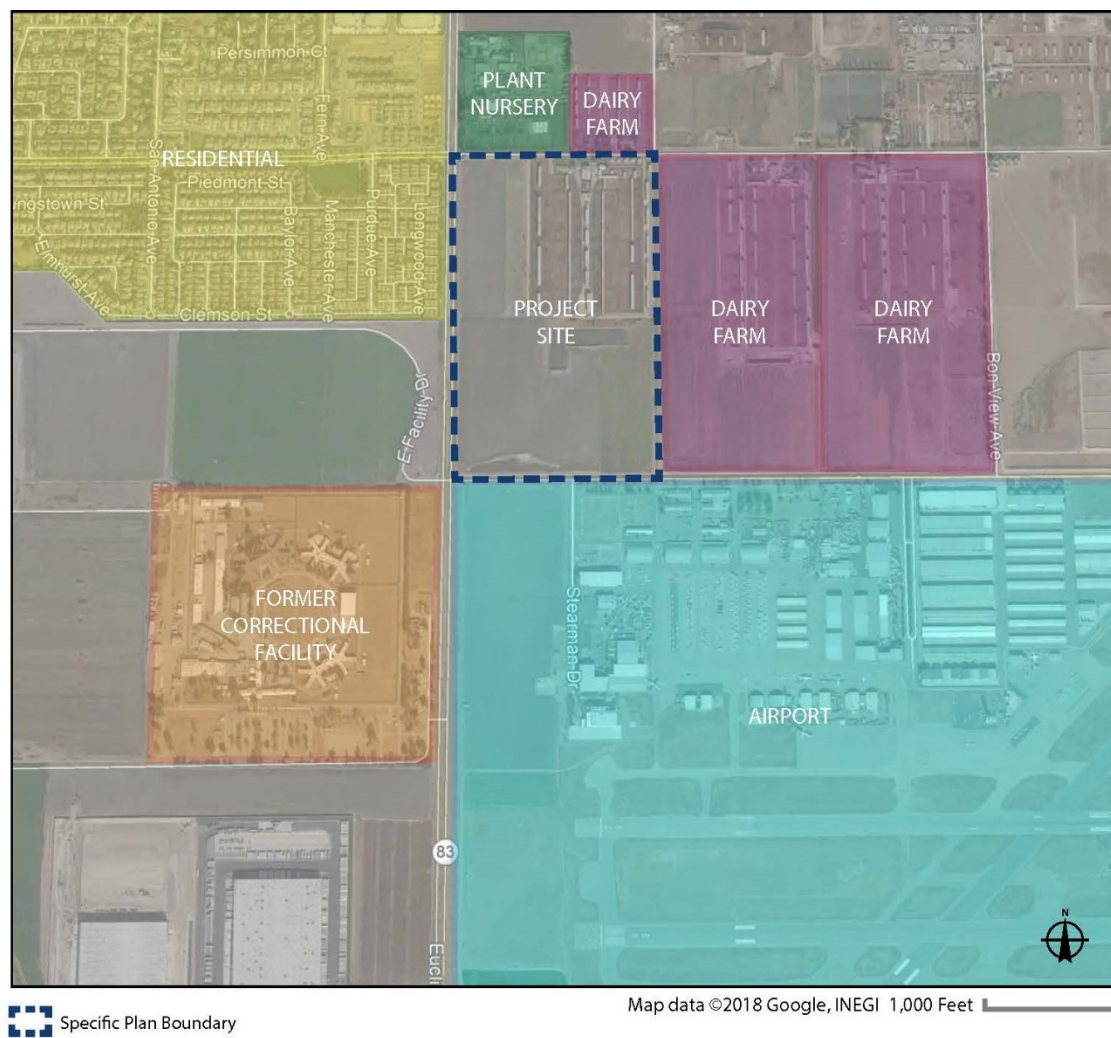 Persimmon Ct
Fern Ave
PLANT
NURSERY
DAIRY
FARM
San Antonio Ave
RESIDENTIAL
Piedmont St
ingstown St
Baylor Ave
Manchester Ave
Purdue Ave
Longwood Ave
Elmhurst Ave
Clemson St
PROJECT
SITE
DAIRY
FARM
DAIRY
FARM
Bon View Ave
E Facility D
FORMER
CORRECTIONAL
FACILITY
Stearman Dr
AIRPORT
83
Eucl
N
Specific Plan Boundary
Map data ©2018 Google, INEGI 1,000 Feet